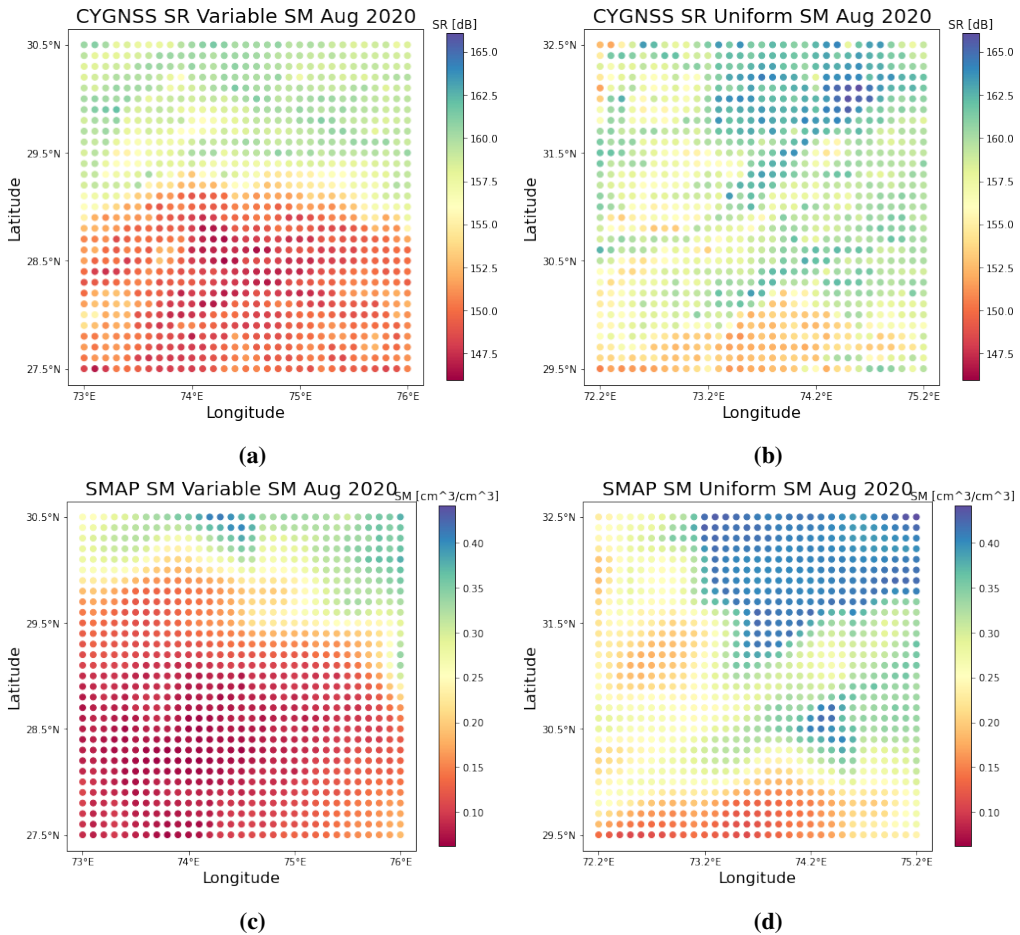 CYGNSS SR Variable SM Aug 2020
SR [dB]
30.5°N
29.5°N
28.5°N
27.5°N
73°E
74°E
75°E
76°E
Latitude
Longitude
165.0
162.5
160.0
157.5
155.0
152.5
150.0
147.5
(a)
CYGNSS SR Uniform SM Aug 2020
SR [dB]
32.5°N
31.5°N
30.5°N
29.5°N
72.2°E
73.2°E
74.2°E
75.2°E
Latitude
Longitude
165.0
162.5
160.0
157.5
155.0
152.5
150.0
147.5
(b)
SMAP SM Variable SM Aug 2020
SM [cm^3/cm^3]
30.5°N
29.5°N
28.5°N
27.5°N
73°E
74°E
75°E
76°E
Latitude
Longitude
0.40
0.35
0.30
0.25
0.20
0.15
0.10
(c)
SMAP SM Uniform SM Aug 2020
SM [cm^3/cm^3]
32.5°N
31.5°N
30.5°N
29.5°N
72.2°E
73.2°E
74.2°E
75.2°E
Latitude
Longitude
0.40
0.35
0.30
0.25
0.20
0.15
0.10
(d)